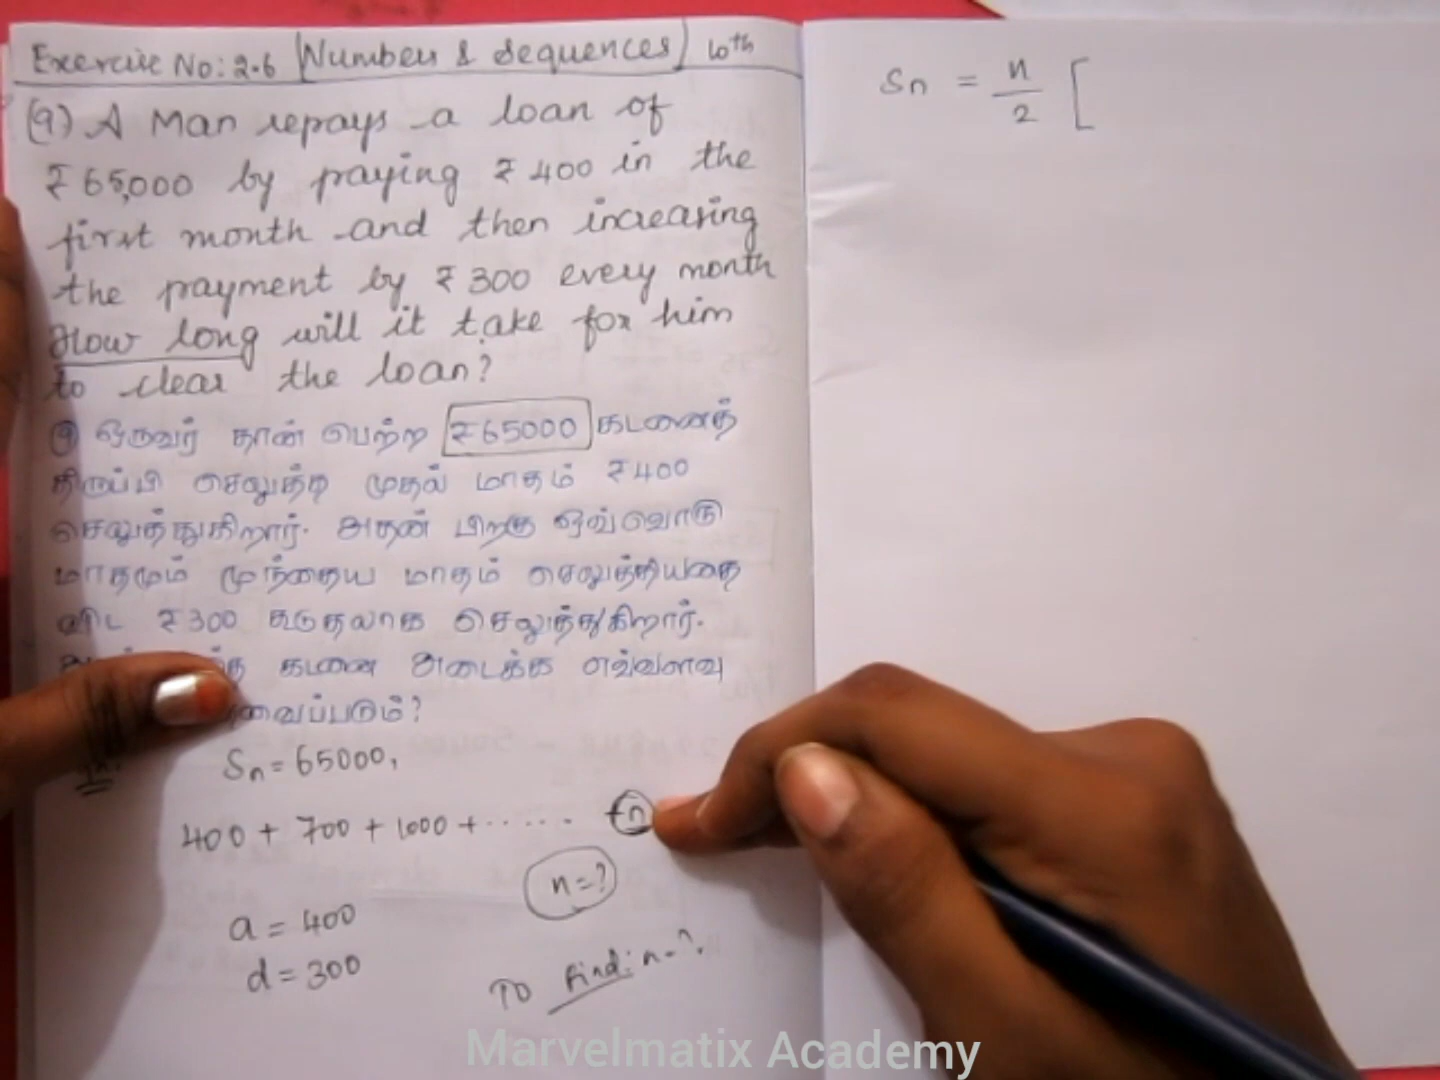 Exercise No: 2.6 Number & Sequences 10th
(9) A Man repays a loan of
₹65,000 by paying ₹400 in the
first month and then increasing
the payment by ₹300 every month
How long will it take for him
to clear the loan?
9 ஒருவர் தான் பெற்ற ₹65000 கடனைத்
திருப்பி செலுத்த முதல் மாதம் ₹400
செலுத்துகிறார். அதன் பிறகு ஒவ்வொரு
மாதமும் முந்தைய மாதம் செலுத்தியதை
விட ₹300 கூடுதலாக செலுத்துகிறார்.
கடனை அடைக்க எவ்வளவு
Sn = 65000,
400 + 700 + 1000 + ...... + n
n = ?
a = 400
d = 300
To Find: n = ?
Sn = n/2 [
Marvelmatix Academy